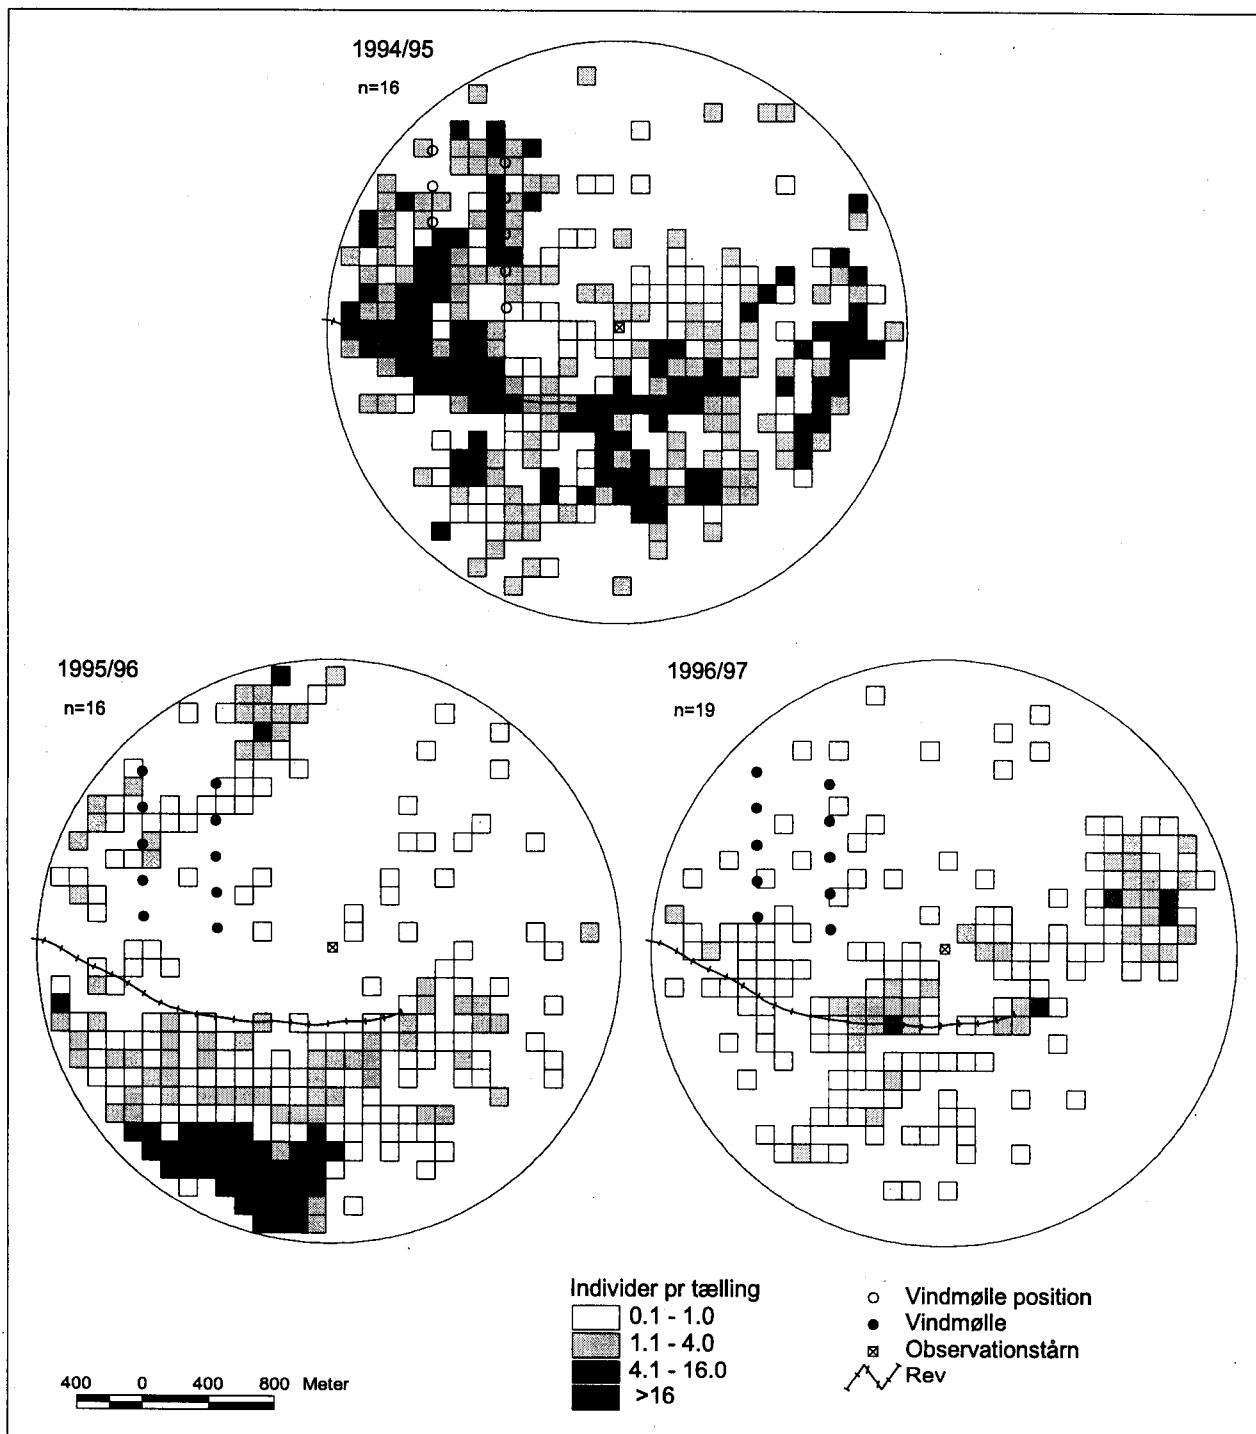 1994/95
n=16
1995/96
n=16
1996/97
n=19
Individer pr tælling
0.1 - 1.0
1.1 - 4.0
4.1 - 16.0
>16
Vindmølle position
Vindmølle
Observationstårn
Rev
400 0 400 800 Meter